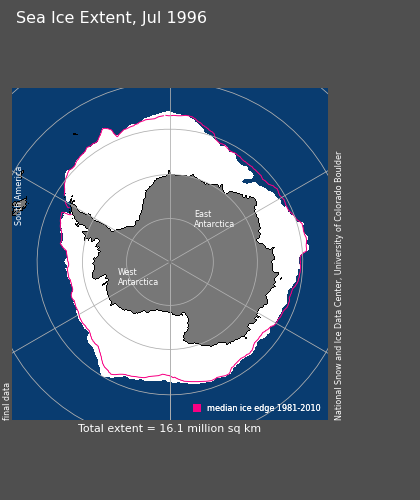 Sea Ice Extent, Jul 1996
South America
East
Antarctica
West
Antarctica
median ice edge 1981-2010
Total extent = 16.1 million sq km
final data
National Snow and Ice Data Center, University of Colorado Boulder